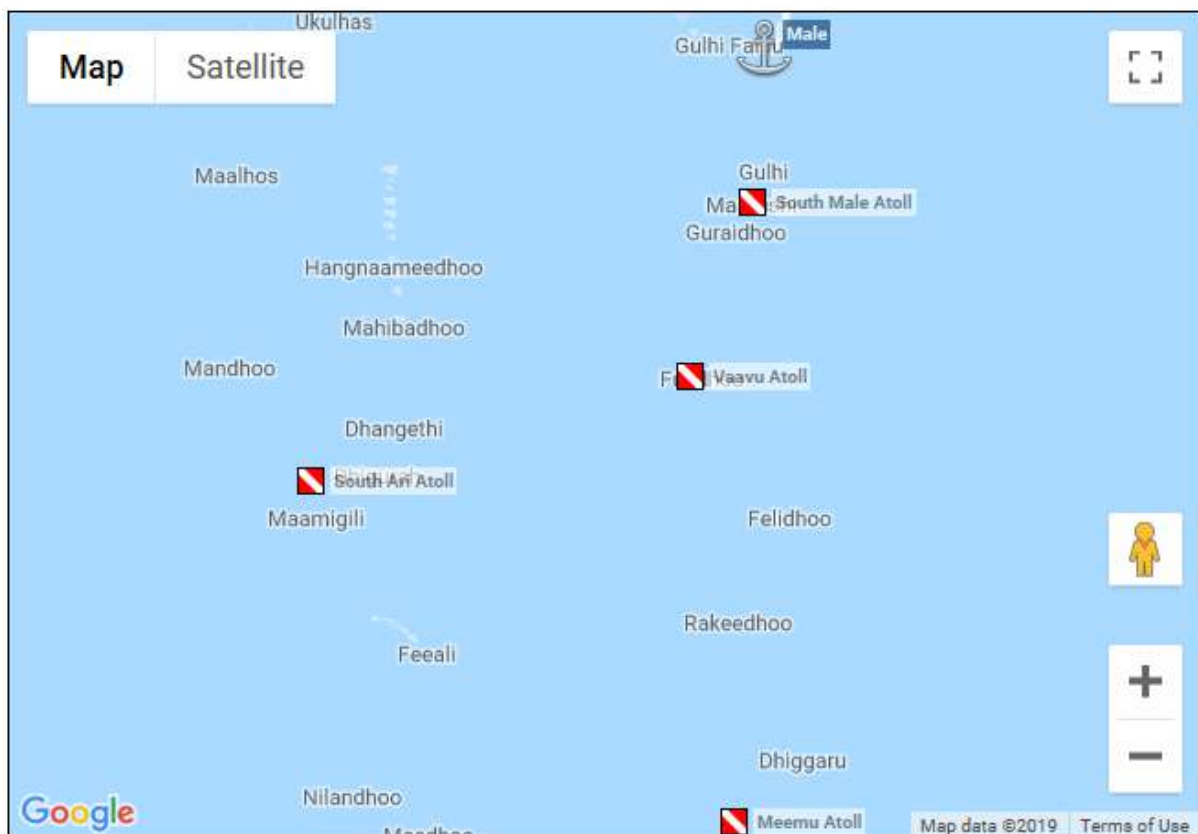 Ukulhas
Male
Gulhi Farru
Map
Satellite
Maalhos
Gulhi
South Male Atoll
Guraidhoo
Hangnaameedhoo
Mahibadhoo
Mandhoo
Vaavu Atoll
Dhangethi
South Ari Atoll
Maamigili
Felidhoo
Rakeedhoo
Feeali
Dhiggaru
Nilandhoo
Google
Meemu Atoll
Map data ©2019
Terms of Use